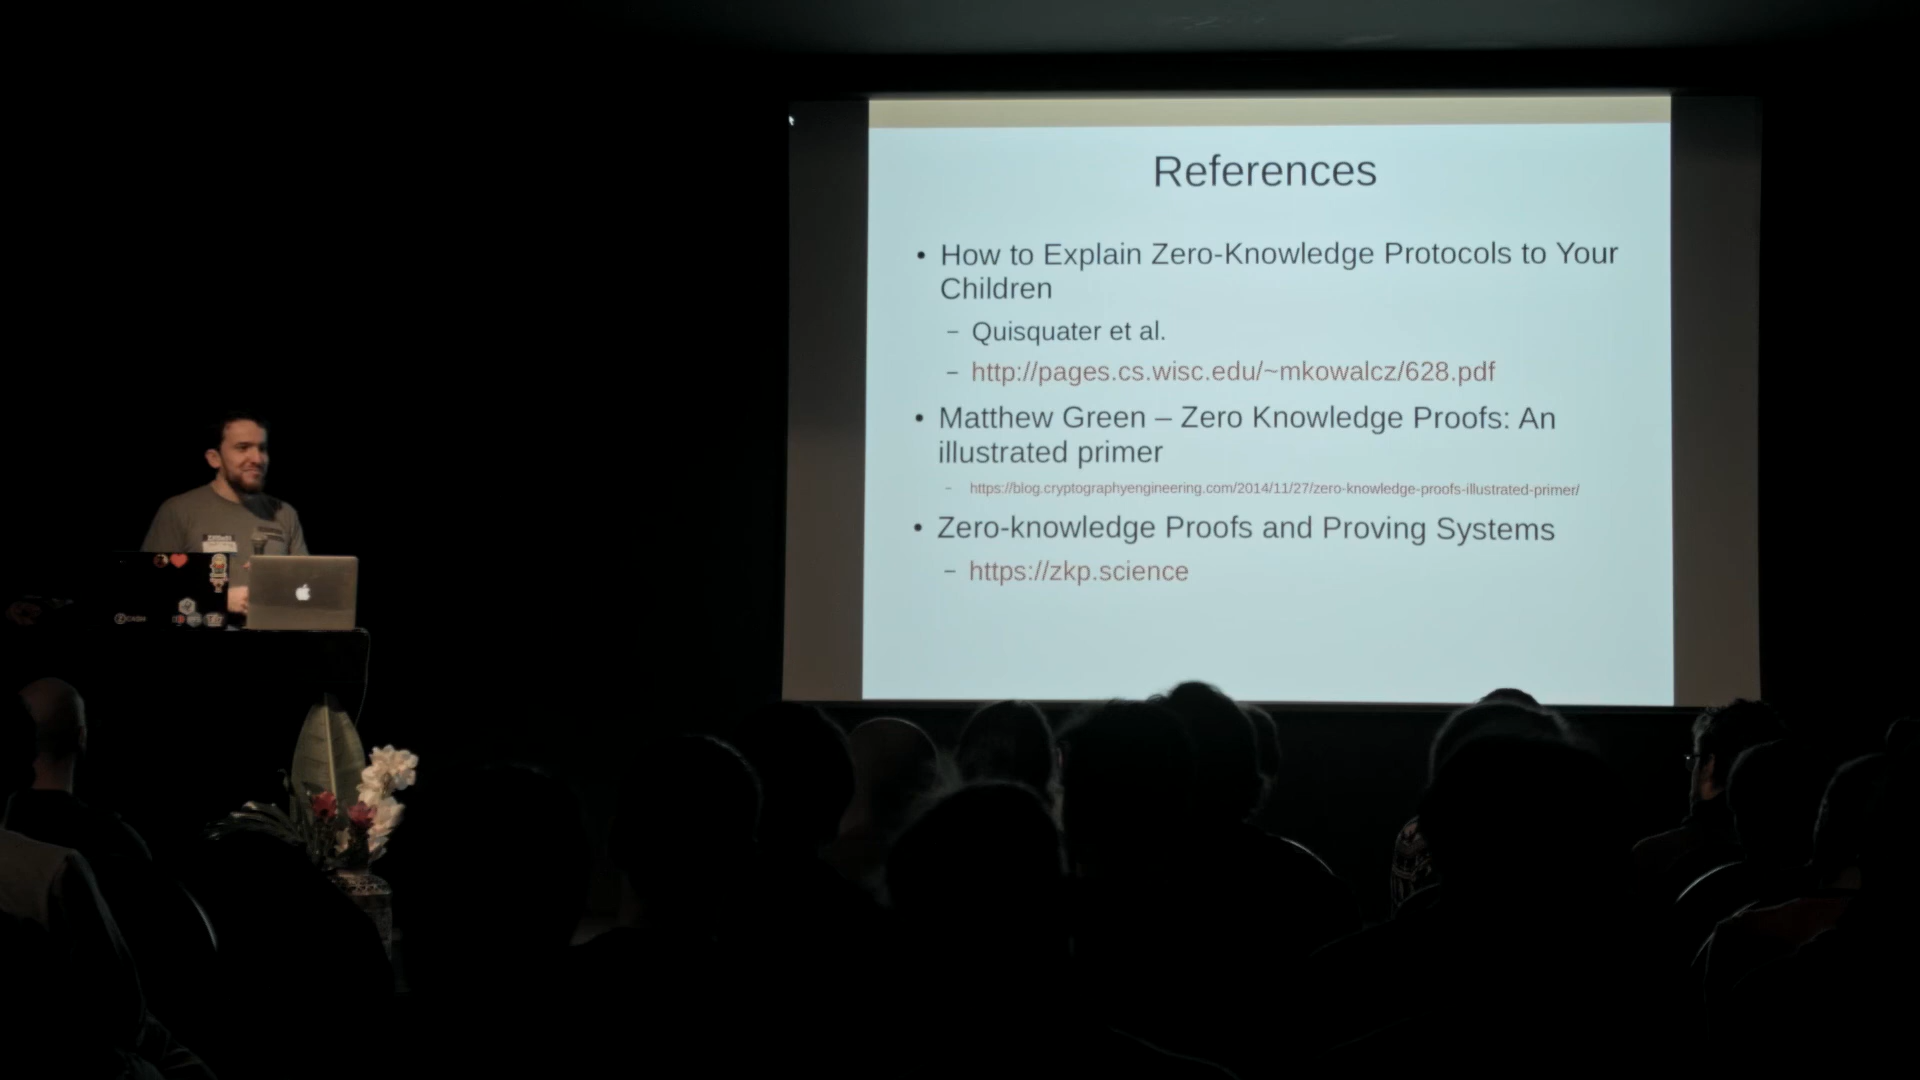 References
• How to Explain Zero-Knowledge Protocols to Your
Children
– Quisquater et al.
– http://pages.cs.wisc.edu/~mkowalcz/628.pdf
• Matthew Green – Zero Knowledge Proofs: An
illustrated primer
– https://blog.cryptographyengineering.com/2014/11/27/zero-knowledge-proofs-illustrated-primer/
• Zero-knowledge Proofs and Proving Systems
– https://zkp.science